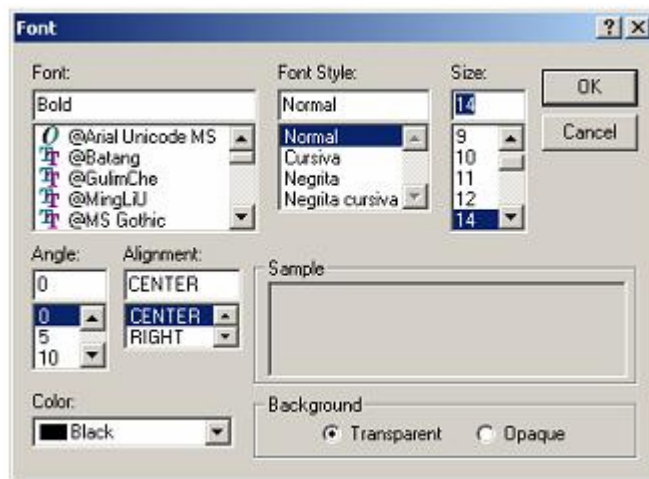 Font
Font: Font Style: Size:
Bold Normal 14 OK
@Arial Unicode MS Normal 9 Cancel
@Batang Cursiva 10
@GulimChe Negrita 11
@MingLiU Negrita cursiva 12
@MS Gothic 14
Angle: Alignment: Sample
0 CENTER
0 CENTER
5 RIGHT
10
Color: Background
Black Transparent Opaque